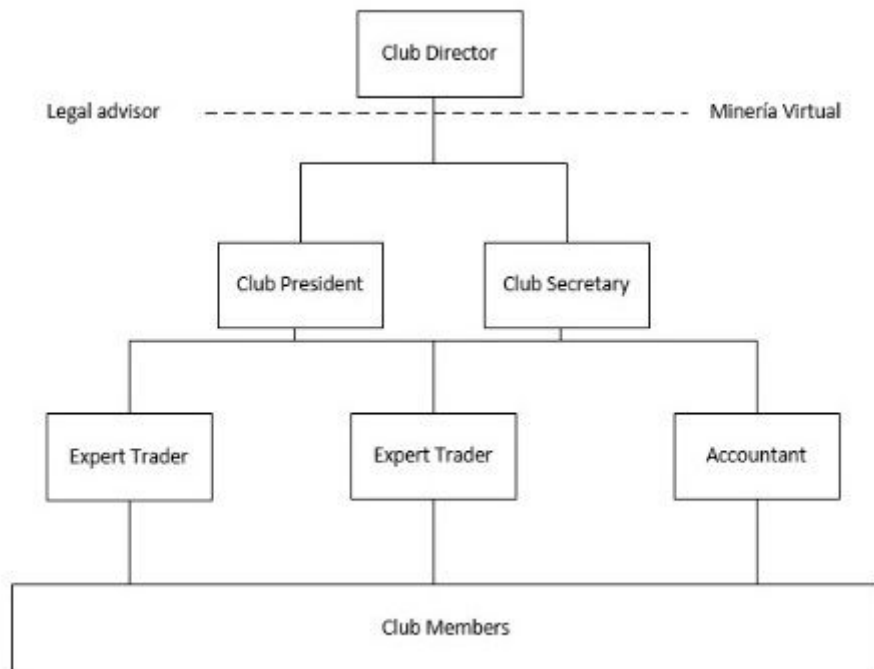 Club Director
Legal advisor
Minería Virtual
Club President
Club Secretary
Expert Trader
Expert Trader
Accountant
Club Members